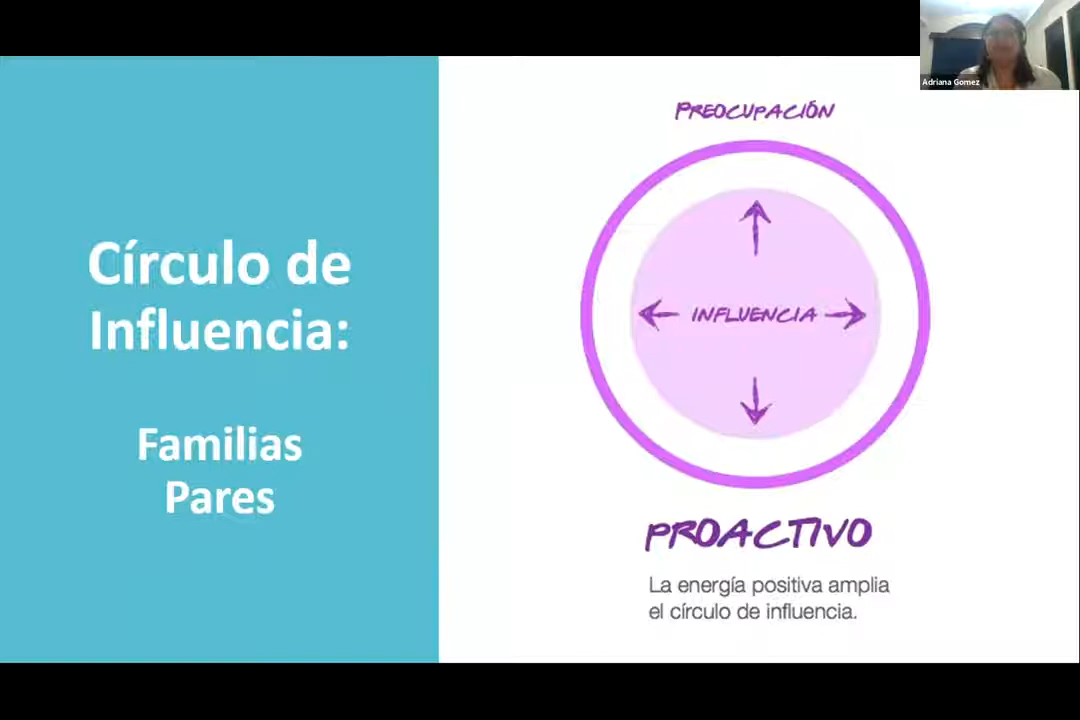 Adriana Gomez
Círculo de
Influencia:
Familias
Pares
PREOCUPACIÓN
INFLUENCIA
PROACTIVO
La energía positiva amplia
el círculo de influencia.